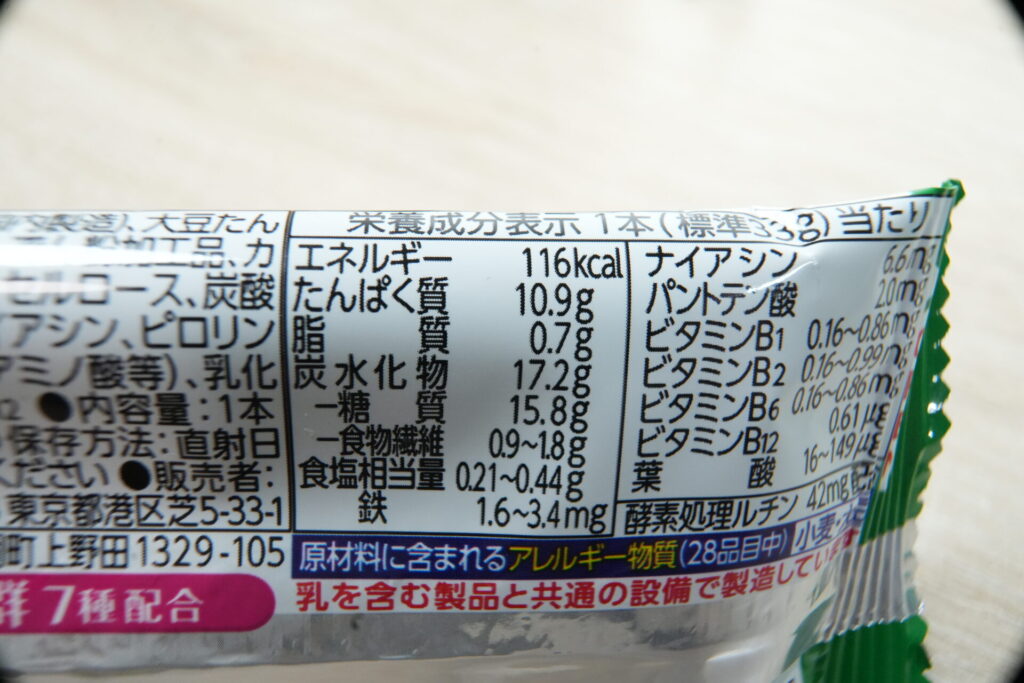 製造)、大豆たん
加工品、カ
セルロース、炭酸
イアシン、ピロリン
アミノ酸等)、乳化
12 ●内容量:1本
保存方法:直射日
ください ●販売者:
東京都港区芝5-33-1
町上野田1329-105
群7種配合
栄養成分表示 1本(標準33g)当たり
エネルギー 116kcal
たんぱく質 10.9g
脂質 0.7g
炭水化物 17.2g
−糖質 15.8g
−食物繊維 0.9~1.8g
食塩相当量 0.21~0.44g
鉄 1.6~3.4mg
ナイアシン 6.6mg
パントテン酸 2.0mg
ビタミンB1 0.16~0.86mg
ビタミンB2 0.16~0.99mg
ビタミンB6 0.16~0.86mg
ビタミンB12 0.61μg
葉酸 16~149μg
酵素処理ルチン 42mg
原材料に含まれるアレルギー物質(28品目中) 小麦・大
乳を含む製品と共通の設備で製造してい